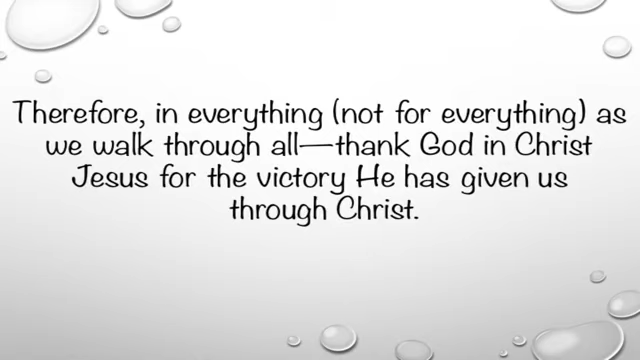 Therefore, in everything (not for everything) as
we walk through all—thank God in Christ
Jesus for the victory He has given us
through Christ.